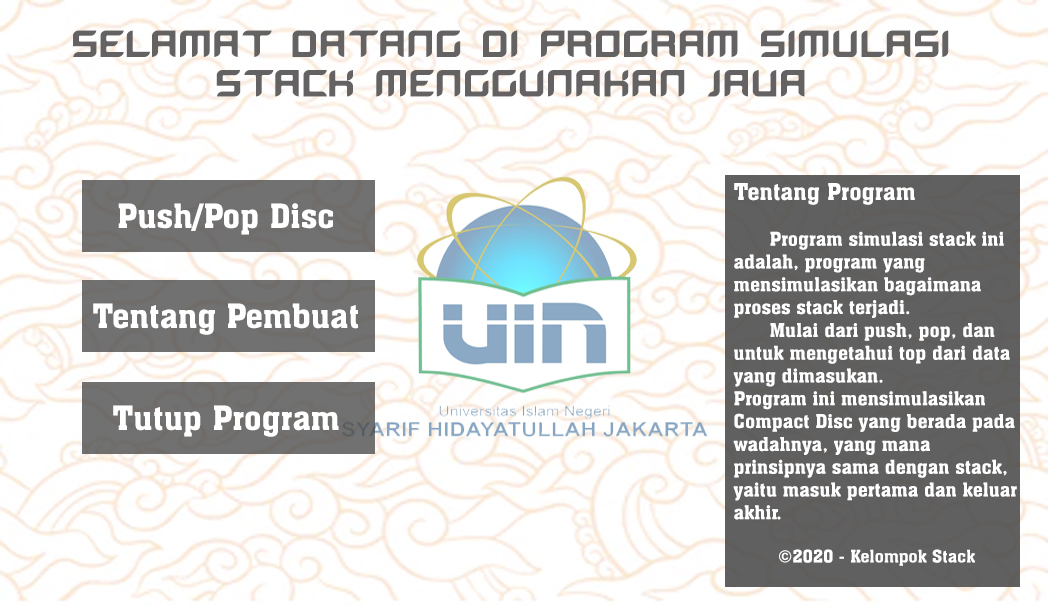 SELAMAT DATANG DI PROGRAM SIMULASI
STACK MENGGUNAKAN JAVA
Push/Pop Disc
Tentang Pembuat
Tutup Program
uin
Universitas Islam Negeri
SYARIF HIDAYATULLAH JAKARTA
Tentang Program
Program simulasi stack ini
adalah, program yang
mensimulasikan bagaimana
proses stack terjadi.
Mulai dari push, pop, dan
untuk mengetahui top dari data
yang dimasukan.
Program ini mensimulasikan
Compact Disc yang berada pada
wadahnya, yang mana
prinsipnya sama dengan stack,
yaitu masuk pertama dan keluar
akhir.
©2020 - Kelompok Stack